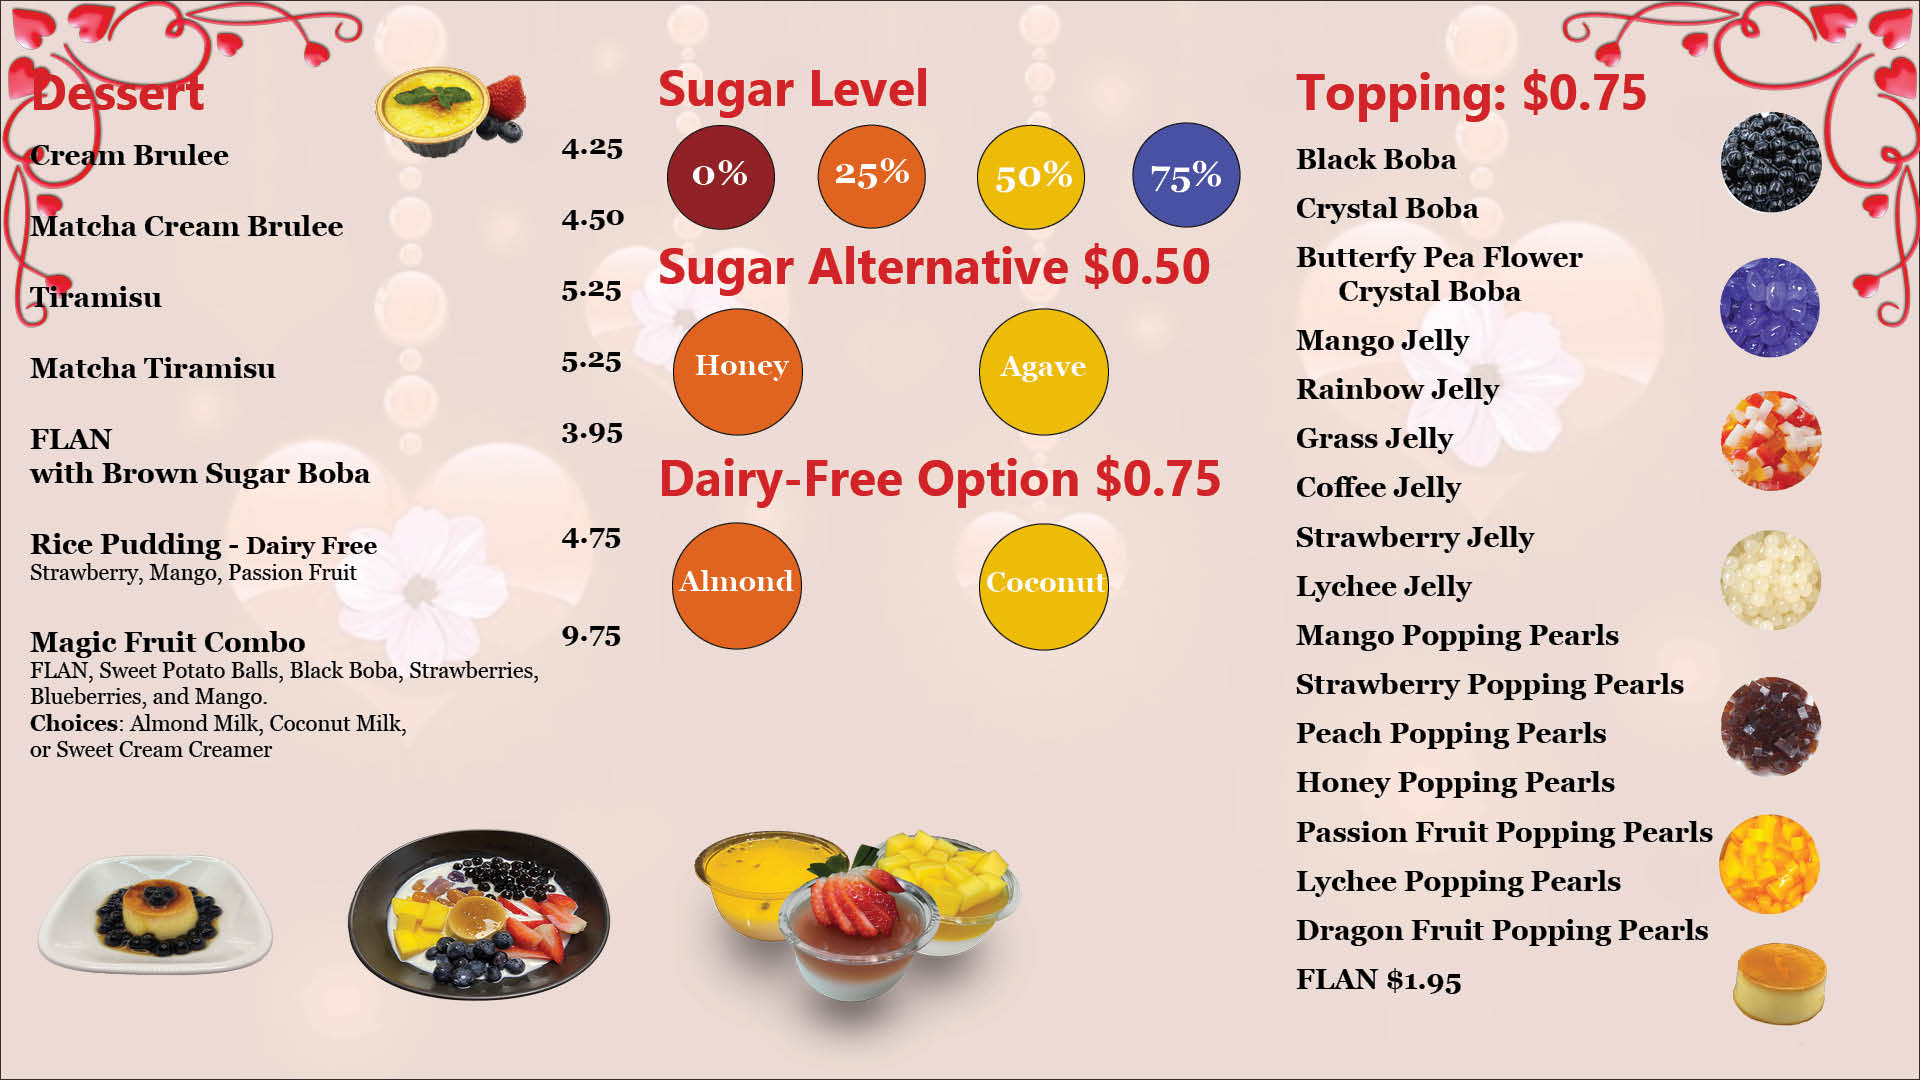 Dessert
Cream Brulee 4.25
Matcha Cream Brulee 4.50
Tiramisu 5.25
Matcha Tiramisu 5.25
FLAN 3.95
with Brown Sugar Boba
Rice Pudding - Dairy Free 4.75
Strawberry, Mango, Passion Fruit
Magic Fruit Combo 9.75
FLAN, Sweet Potato Balls, Black Boba, Strawberries,
Blueberries, and Mango.
Choices: Almond Milk, Coconut Milk,
or Sweet Cream Creamer
Sugar Level
0% 25% 50% 75%
Sugar Alternative $0.50
Honey Agave
Dairy-Free Option $0.75
Almond Coconut
Topping: $0.75
Black Boba
Crystal Boba
Butterfy Pea Flower
Crystal Boba
Mango Jelly
Rainbow Jelly
Grass Jelly
Coffee Jelly
Strawberry Jelly
Lychee Jelly
Mango Popping Pearls
Strawberry Popping Pearls
Peach Popping Pearls
Honey Popping Pearls
Passion Fruit Popping Pearls
Lychee Popping Pearls
Dragon Fruit Popping Pearls
FLAN $1.95